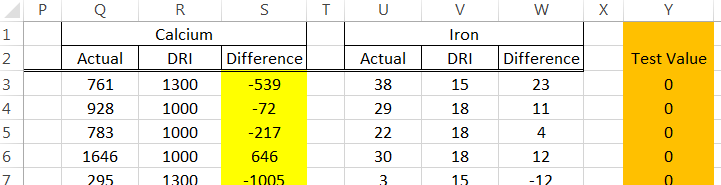 P Q R S T U V W X Y
1 Calcium Iron
2 Actual DRI Difference Actual DRI Difference Test Value
3 761 1300 -539 38 15 23 0
4 928 1000 -72 29 18 11 0
5 783 1000 -217 22 18 4 0
6 1646 1000 646 30 18 12 0
7 295 1300 -1005 3 15 -12 0